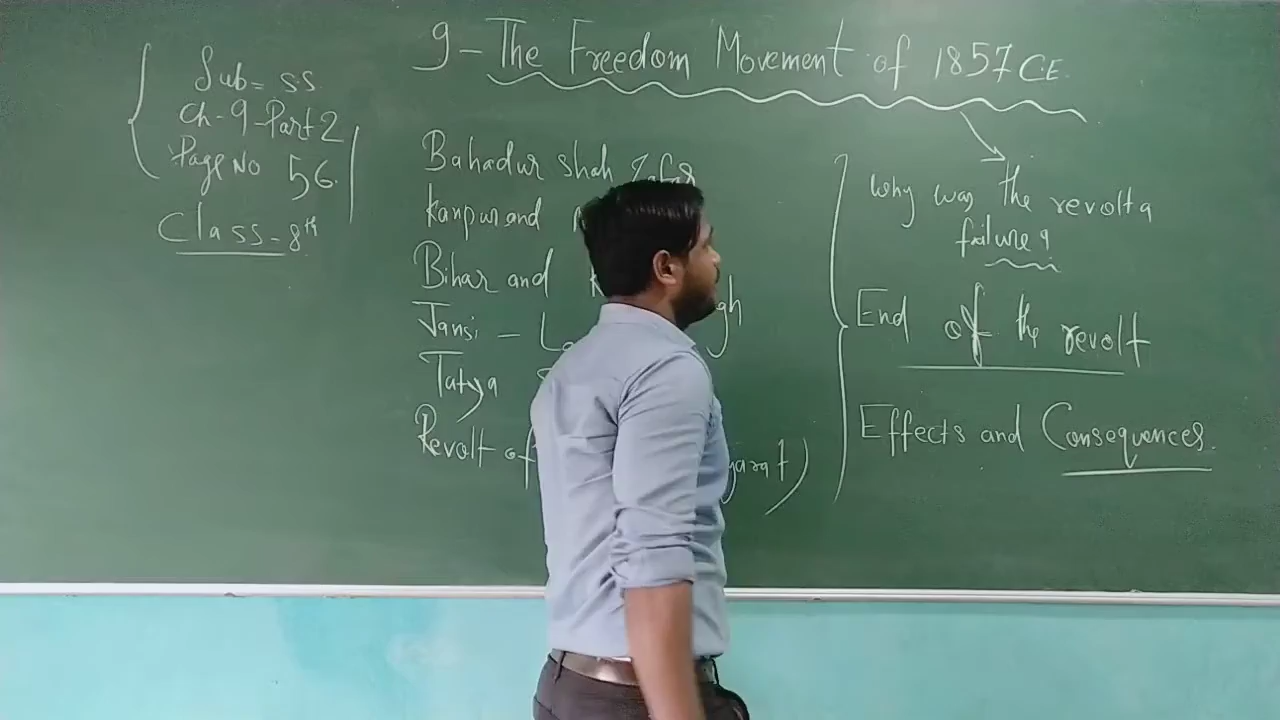 Sub = SS
Ch-9-Part 2
Page No 56.
Class - 8th
9- The Freedom Movement of 1857 C.E.
Bahadur shah Zafar
Kanpur and
Bihar and
Jansi -
Tatya
Revolt of
why was the revolt a
failure?
End of the revolt
Effects and Consequences.